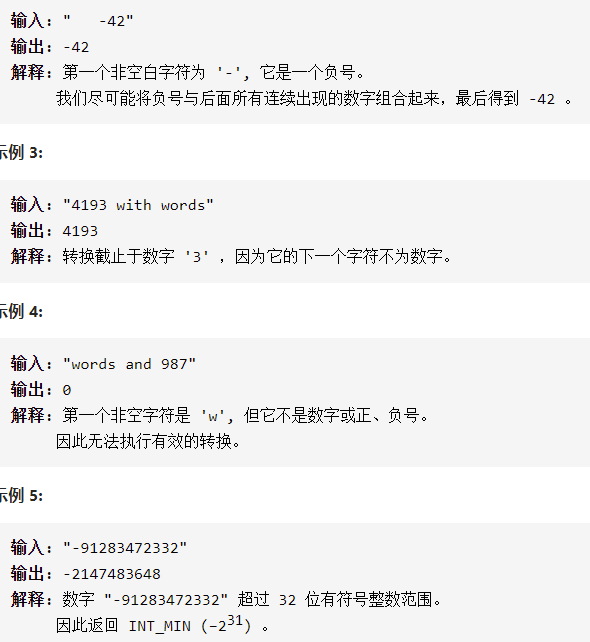 输入："   -42"
输出：-42
解释：第一个非空白字符为 '-', 它是一个负号。
我们尽可能将负号与后面所有连续出现的数字组合起来，最后得到 -42 。
示例 3:
输入："4193 with words"
输出：4193
解释：转换截止于数字 '3' ，因为它的下一个字符不为数字。
示例 4:
输入："words and 987"
输出：0
解释：第一个非空字符是 'w', 但它不是数字或正、负号。
因此无法执行有效的转换。
示例 5:
输入："-91283472332"
输出：-2147483648
解释：数字 "-91283472332" 超过 32 位有符号整数范围。
因此返回 INT_MIN (−2³¹) 。